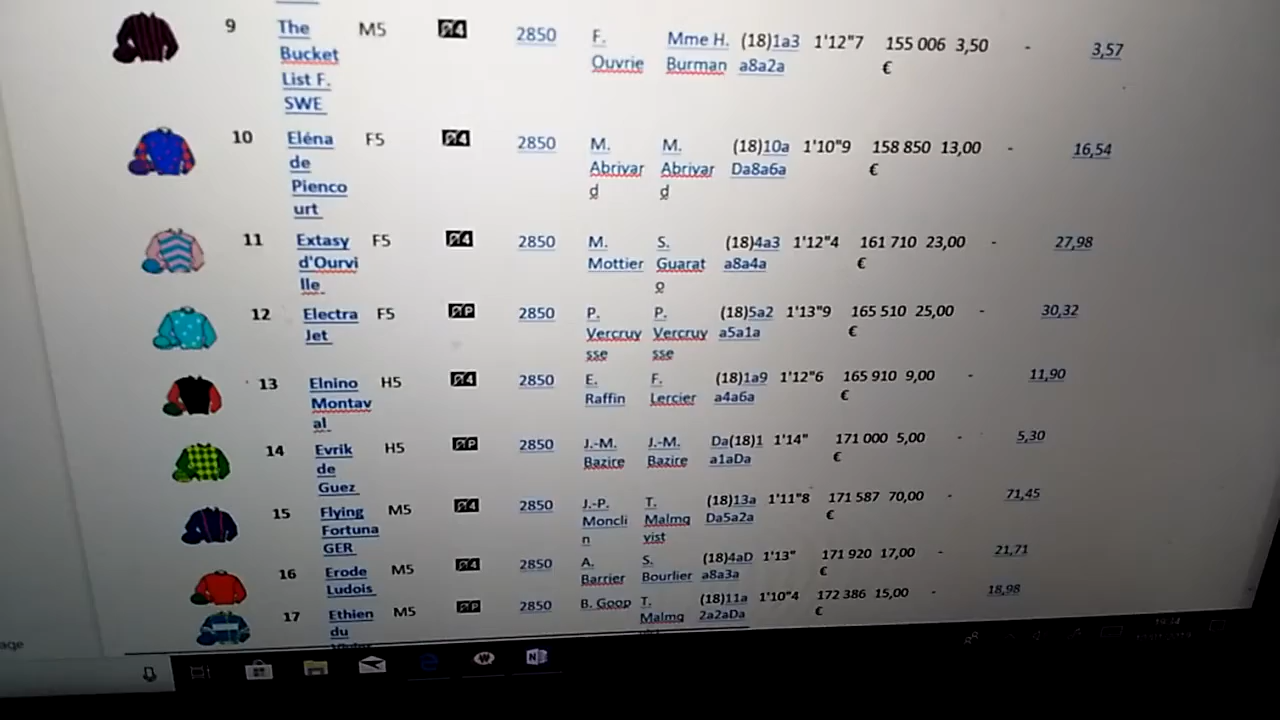 9 The M5 4 2850 F. Mme H. (18)1a3 1'12"7 155 006 3,50 - 3,57
Bucket Ouvrie Burman a8a2a €
List F.
SWE
10 Eléna F5 4 2850 M. M. (18)10a 1'10"9 158 850 13,00 - 16,54
de Abrivar Abrivar Da8a6a €
Pienco d d
urt
11 Extasy F5 4 2850 M. S. (18)4a3 1'12"4 161 710 23,00 - 27,98
d'Ourvi Mottier Guarat a8a4a €
lle o
12 Electra F5 P 2850 P. P. (18)5a2 1'13"9 165 510 25,00 - 30,32
Jet Vercruy Vercruy a5a1a €
sse sse
13 Elnino H5 4 2850 E. F. (18)1a9 1'12"6 165 910 9,00 - 11,90
Montav Raffin Lercier a4a6a €
al
14 Evrik H5 P 2850 J.-M. J.-M. Da(18)1 1'14" 171 000 5,00 - 5,30
de Bazire Bazire a1aDa €
Guez
15 Flying M5 4 2850 J.-P. T. (18)13a 1'11"8 171 587 70,00 - 71,45
Fortuna Moncli Malmq Da5a2a €
GER n vist
16 Erode M5 4 2850 A. S. (18)4aD 1'13" 171 920 17,00 - 21,71
Ludois Barrier Bourlier a8a3a €
17 Ethien M5 P 2850 B. Goop T. (18)11a 1'10"4 172 386 15,00 - 18,98
du Malmq 2a2aDa €
age